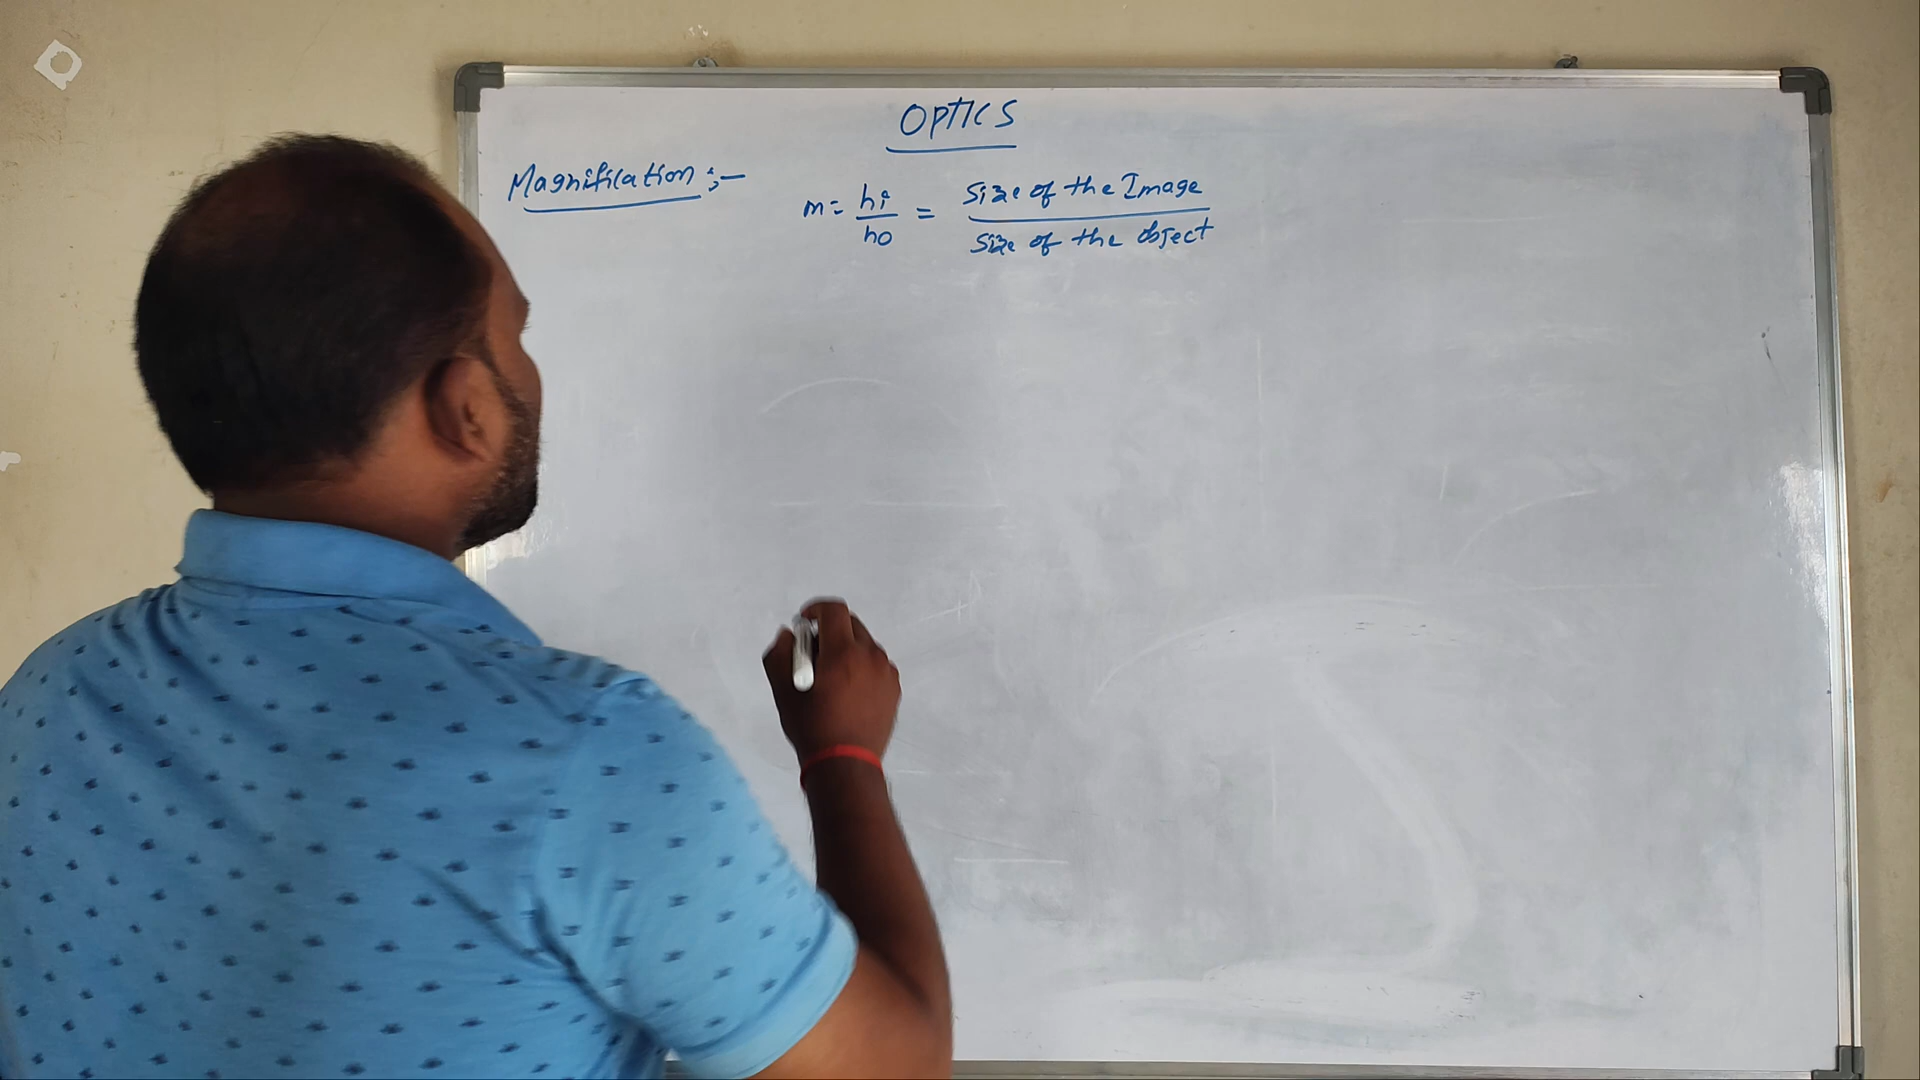 OPTICS
Magnification :-
m = hi/ho = Size of the Image / Size of the object